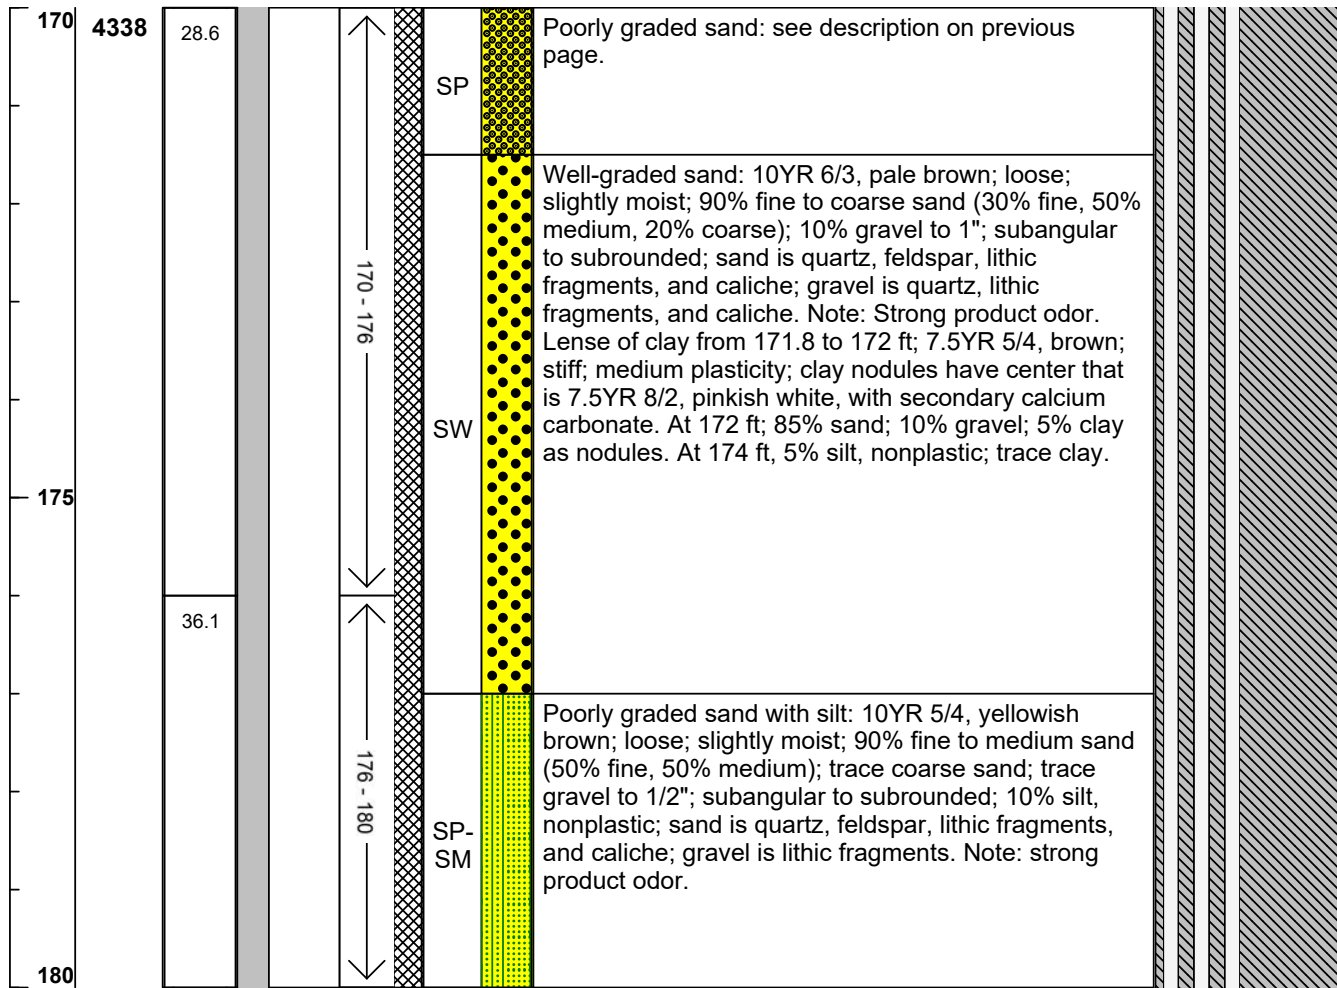 170
4338
28.6
SP
Poorly graded sand: see description on previous
page.
170 - 176
SW
Well-graded sand: 10YR 6/3, pale brown; loose;
slightly moist; 90% fine to coarse sand (30% fine, 50%
medium, 20% coarse); 10% gravel to 1"; subangular
to subrounded; sand is quartz, feldspar, lithic
fragments, and caliche; gravel is quartz, lithic
fragments, and caliche. Note: Strong product odor.
Lense of clay from 171.8 to 172 ft; 7.5YR 5/4, brown;
stiff; medium plasticity; clay nodules have center that
is 7.5YR 8/2, pinkish white, with secondary calcium
carbonate. At 172 ft; 85% sand; 10% gravel; 5% clay
as nodules. At 174 ft, 5% silt, nonplastic; trace clay.
175
36.1
176 - 180
SP-
SM
Poorly graded sand with silt: 10YR 5/4, yellowish
brown; loose; slightly moist; 90% fine to medium sand
(50% fine, 50% medium); trace coarse sand; trace
gravel to 1/2"; subangular to subrounded; 10% silt,
nonplastic; sand is quartz, feldspar, lithic fragments,
and caliche; gravel is lithic fragments. Note: strong
product odor.
180